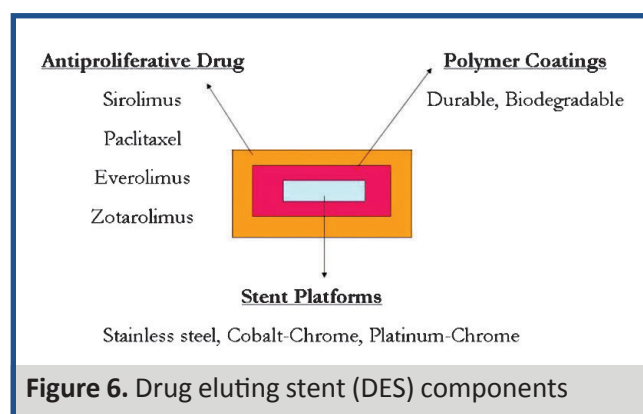 Antiproliferative Drug
Sirolimus
Paclitaxel
Everolimus
Zotarolimus
Polymer Coatings
Durable, Biodegradable
Stent Platforms
Stainless steel, Cobalt-Chrome, Platinum-Chrome
Figure 6. Drug eluting stent (DES) components